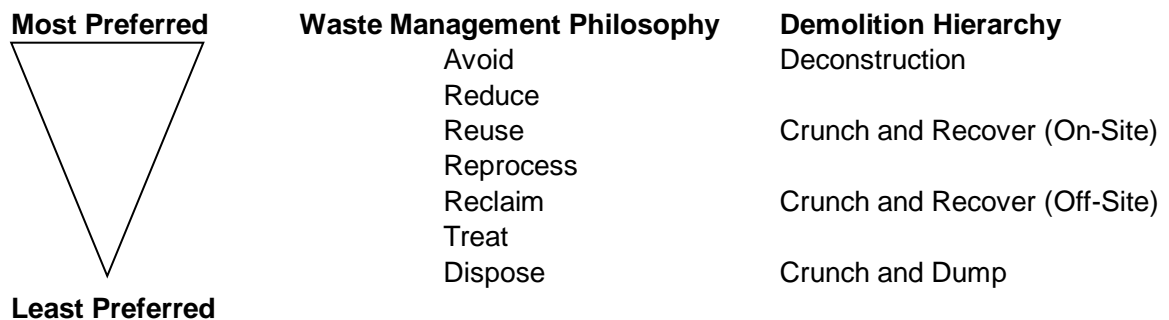 Most Preferred Waste Management Philosophy Demolition Hierarchy
Avoid Deconstruction
Reduce
Reuse Crunch and Recover (On-Site)
Reprocess
Reclaim Crunch and Recover (Off-Site)
Treat
Dispose Crunch and Dump
Least Preferred